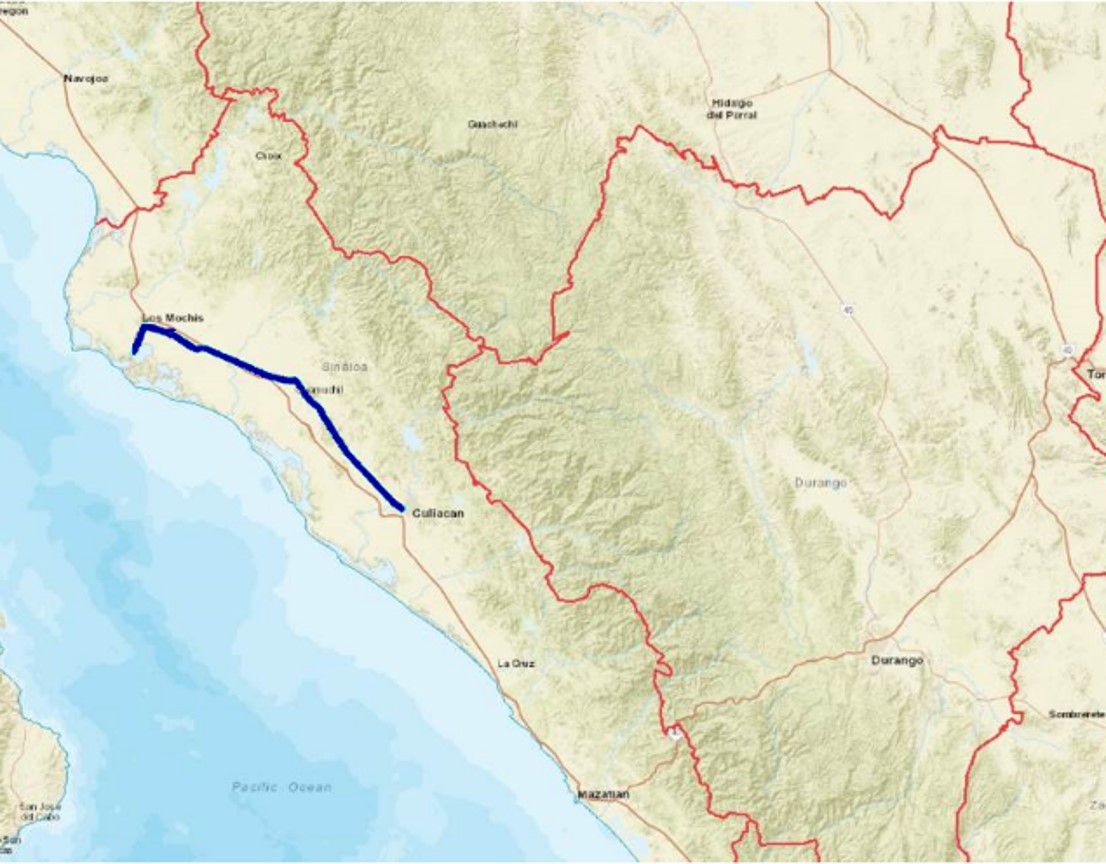 regon
Navojoa
Hidalgo
del Parral
Guachochi
Choix
45
Los Mochis
40
Sinaloa
Tor
Durango
Culiacan
La Cruz
Durango
Sombrerete
Pacific Ocean
Mazatlan
San José
del Cabo
Za